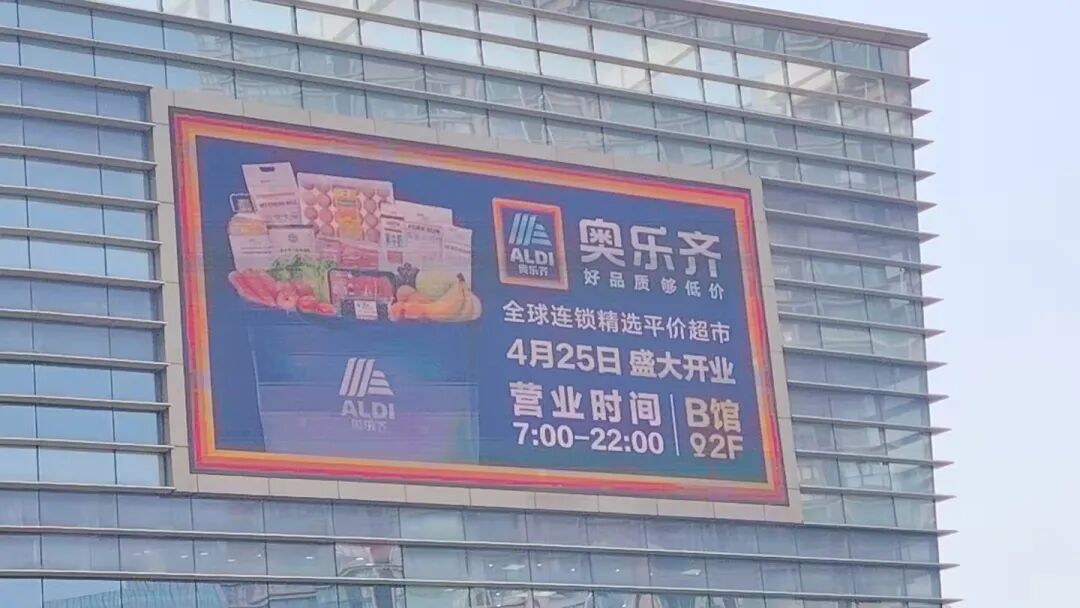 ALDI
奥乐齐
奥乐齐
好品质够低价
全球连锁精选平价超市
4月25日 盛大开业
营业时间
7:00-22:00
B馆
2F
ALDI
奥乐齐